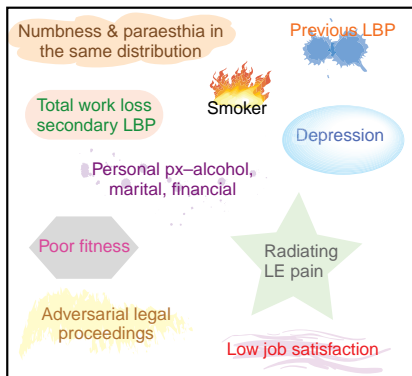 Numbness & paraesthia in
the same distribution
Previous LBP
Smoker
Total work loss
secondary LBP
Depression
Personal px–alcohol,
marital, financial
Poor fitness
Radiating
LE pain
Adversarial legal
proceedings
Low job satisfaction